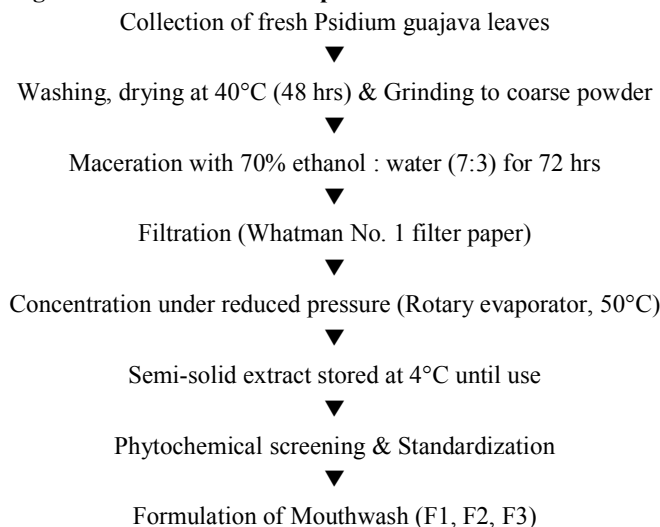 Collection of fresh Psidium guajava leaves
▼
Washing, drying at 40°C (48 hrs) & Grinding to coarse powder
▼
Maceration with 70% ethanol : water (7:3) for 72 hrs
▼
Filtration (Whatman No. 1 filter paper)
▼
Concentration under reduced pressure (Rotary evaporator, 50°C)
▼
Semi-solid extract stored at 4°C until use
▼
Phytochemical screening & Standardization
▼
Formulation of Mouthwash (F1, F2, F3)